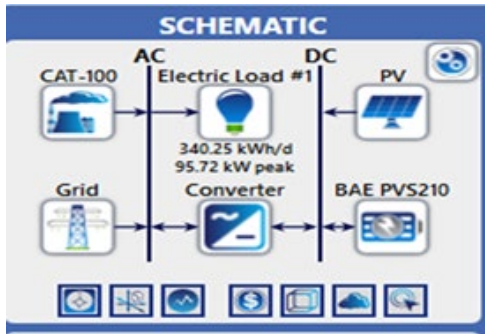 SCHEMATIC
AC DC
CAT-100 Electric Load #1 PV
340.25 kWh/d
95.72 kW peak
Grid Converter BAE PVS210